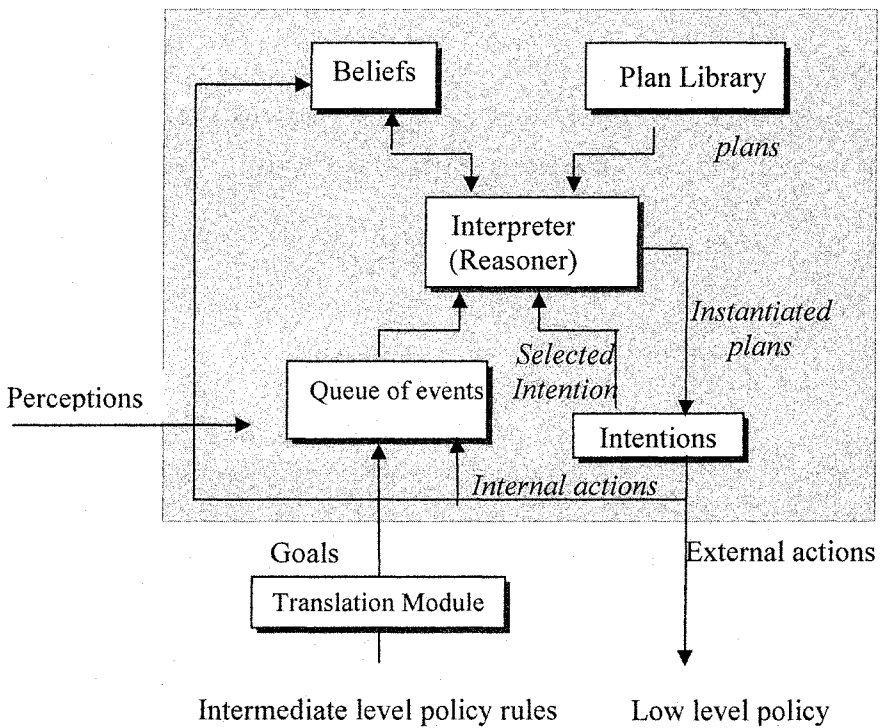 Beliefs
Plan Library
plans
Interpreter
(Reasoner)
Instantiated
plans
Selected
Intention
Queue of events
Perceptions
Intentions
Internal actions
Goals
External actions
Translation Module
Intermediate level policy rules
Low level policy